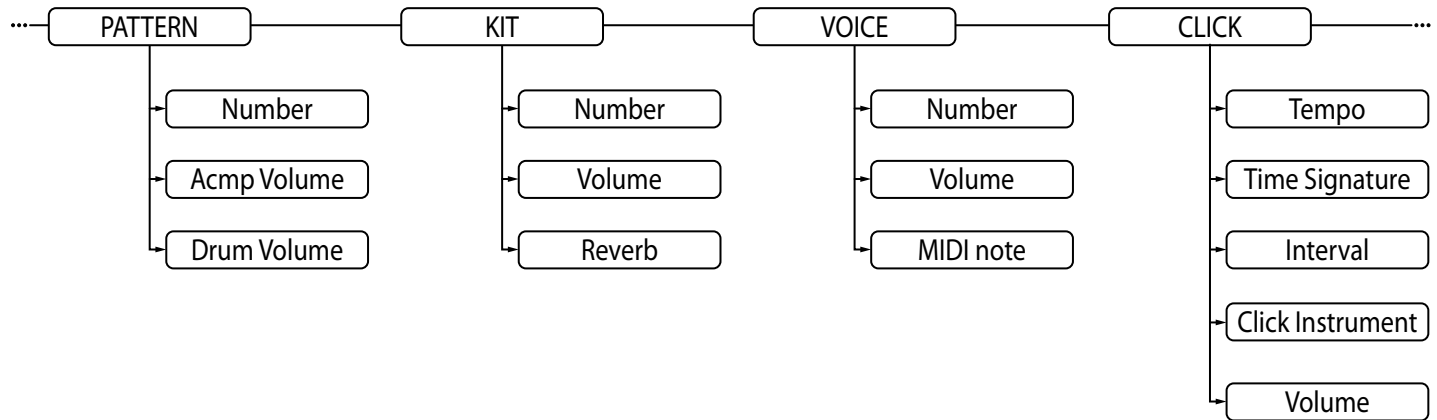 ... PATTERN KIT VOICE CLICK ...
Number Number Number Tempo
Acmp Volume Volume Volume Time Signature
Drum Volume Reverb MIDI note Interval
Click Instrument
Volume